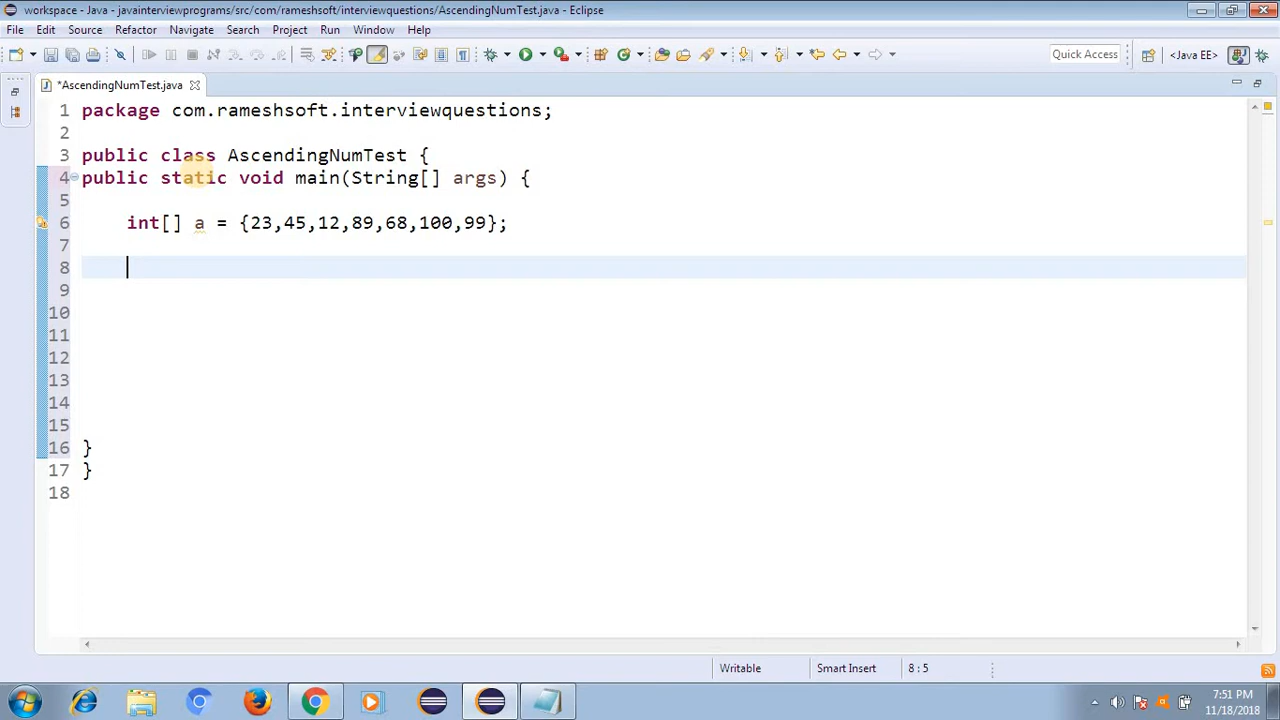 workspace - Java - javainterviewprograms/src/com/rameshsoft/interviewquestions/AscendingNumTest.java - Eclipse
File Edit Source Refactor Navigate Search Project Run Window Help
Quick Access <Java EE>
*AscendingNumTest.java
1 package com.rameshsoft.interviewquestions;
2
3 public class AscendingNumTest {
4 public static void main(String[] args) {
5
6 int[] a = {23,45,12,89,68,100,99};
7
8
9
10
11
12
13
14
15
16 }
17 }
18
Writable Smart Insert 8 : 5
7:51 PM
11/18/2018